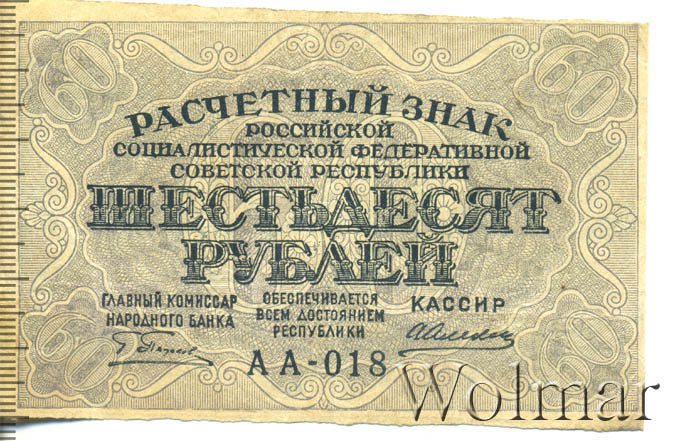 60 60
РАСЧЕТНЫЙ ЗНАК
РОССИЙСКОЙ
СОЦИАЛИСТИЧЕСКОЙ ФЕДЕРАТИВНОЙ
СОВЕТСКОЙ РЕСПУБЛИКИ
ШЕСТЬДЕСЯТ
РУБЛЕЙ
ГЛАВНЫЙ КОМИССАР
НАРОДНОГО БАНКА
ОБЕСПЕЧИВАЕТСЯ
ВСЕМ ДОСТОЯНИЕМ
РЕСПУБЛИКИ
КАССИР
АА-018
60 60
Wolmar